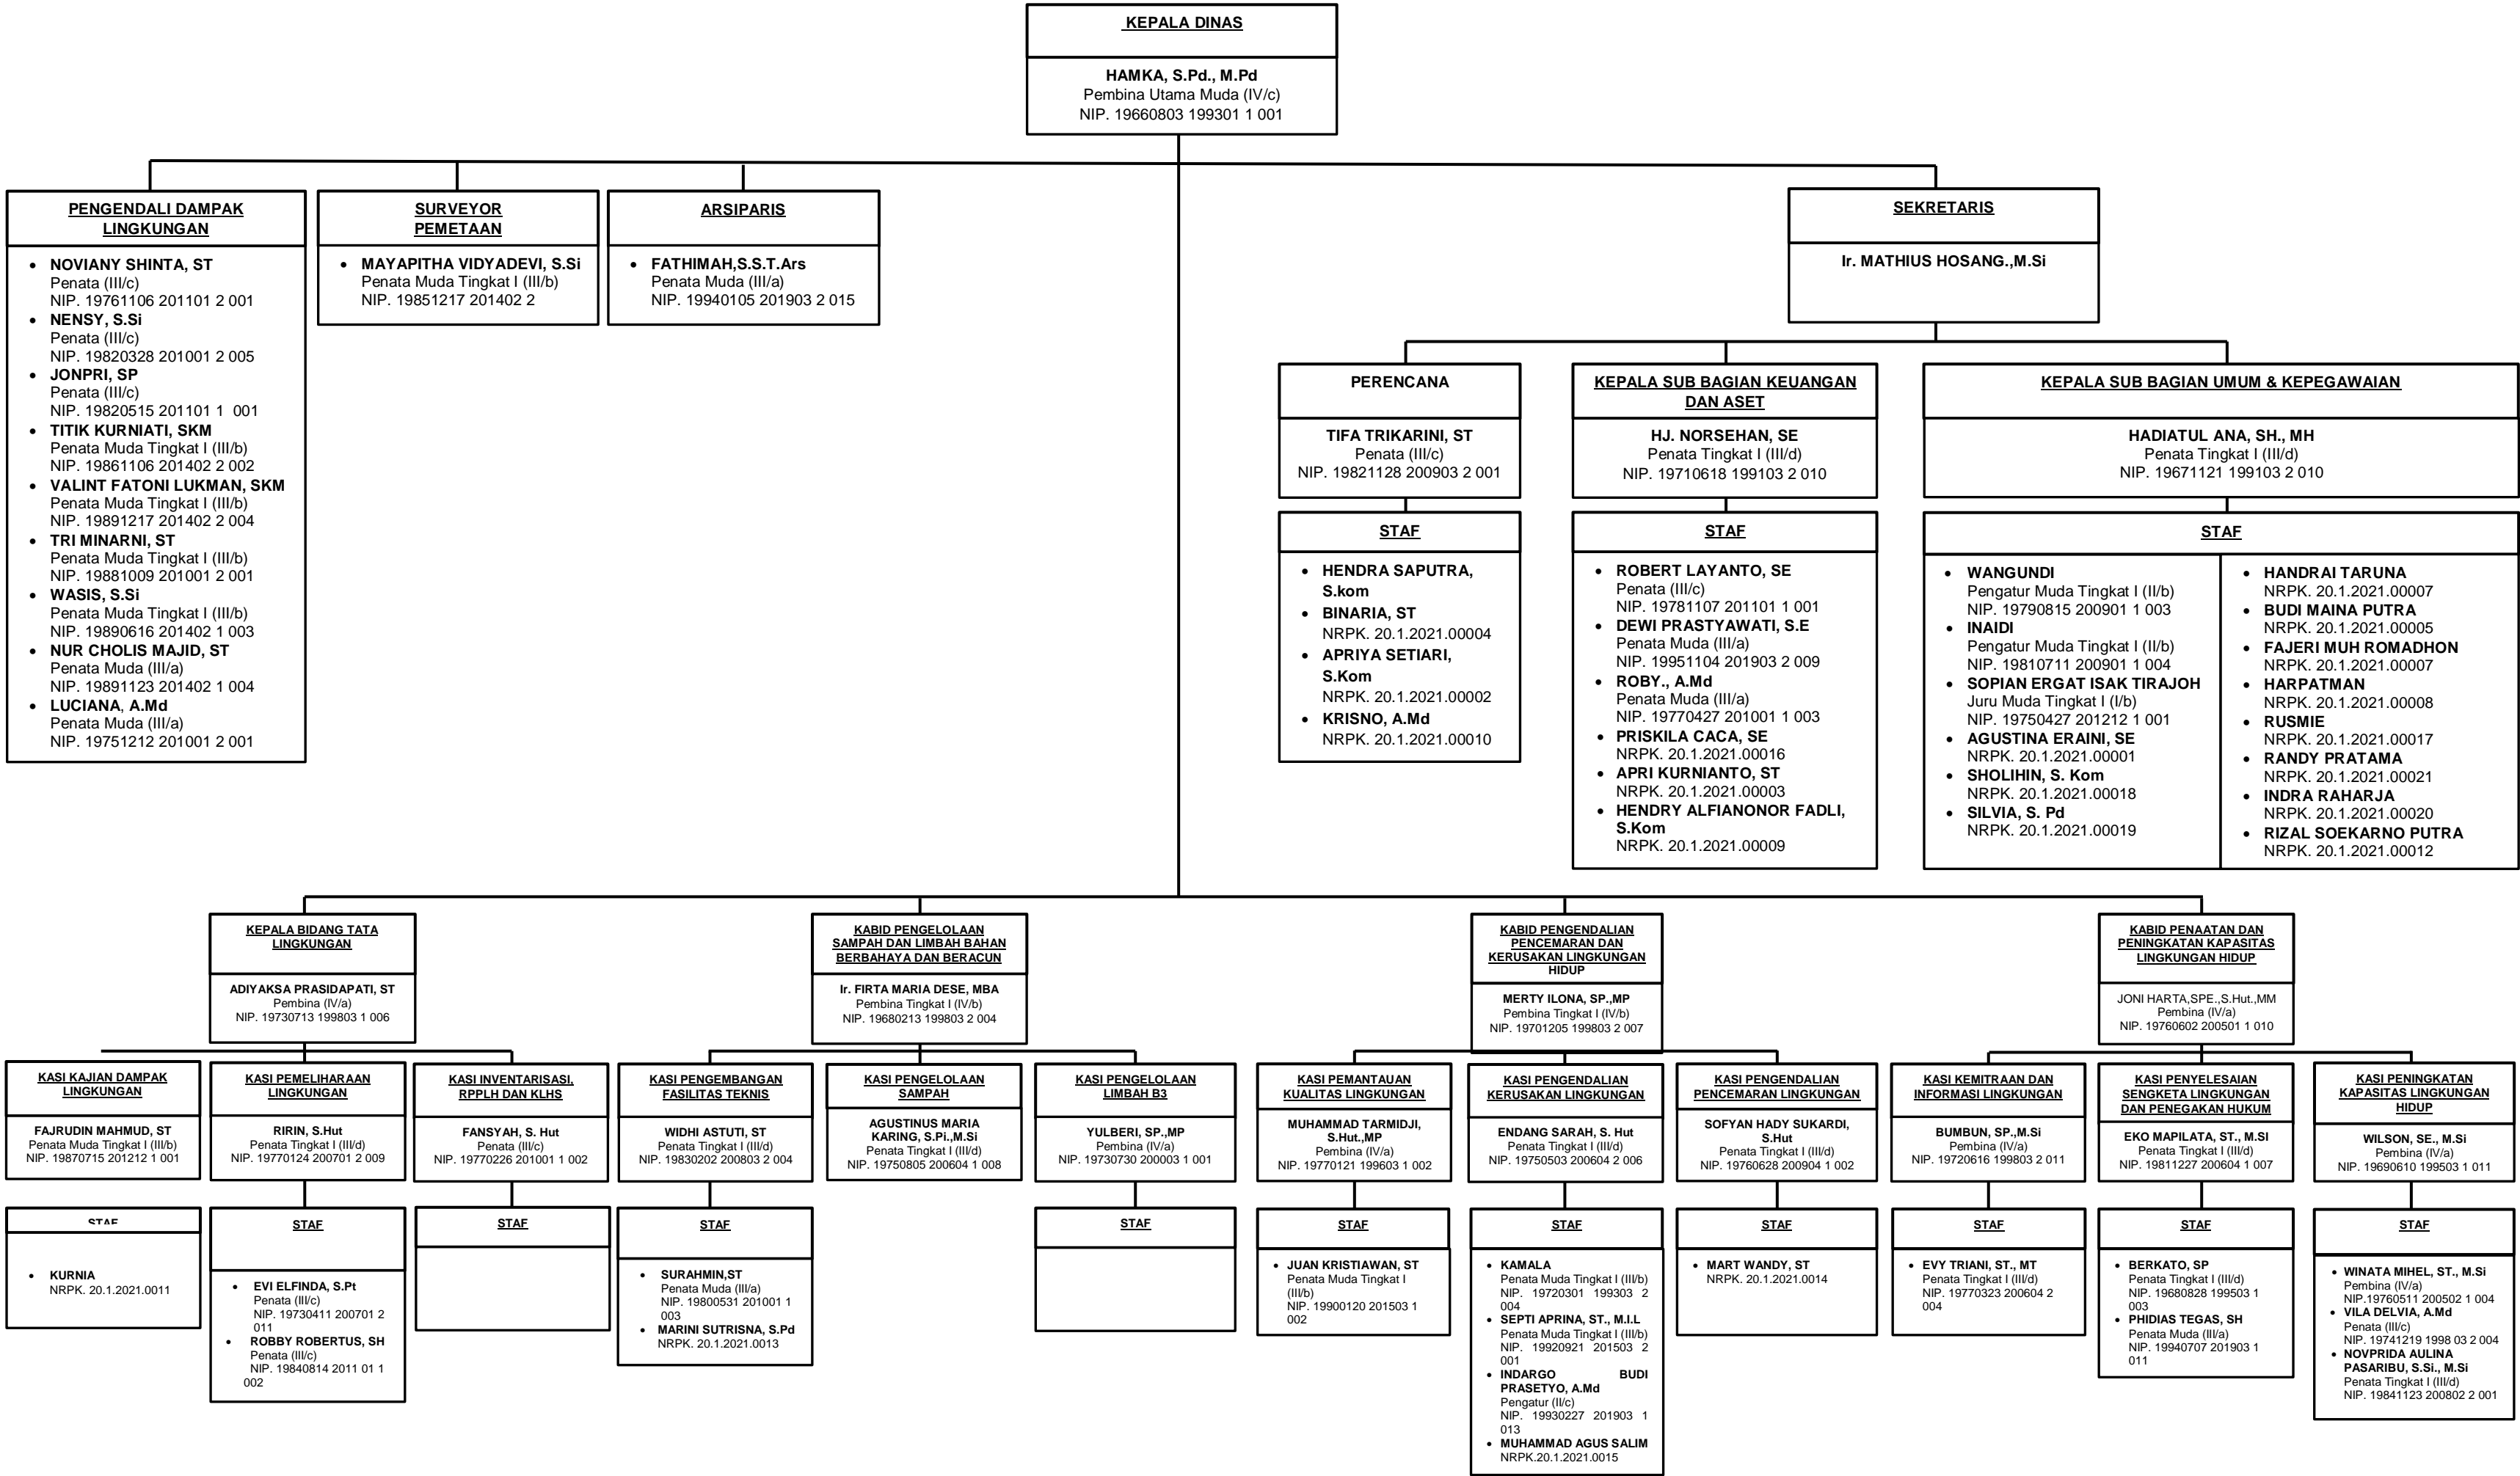 KEPALA DINAS
HAMKA, S.Pd., M.Pd
Pembina Utama Muda (IV/c)
NIP. 19660803 199301 1 001
PENGENDALI DAMPAK
LINGKUNGAN
• NOVIANY SHINTA, ST
Penata (III/c)
NIP. 19761106 201101 2 001
• NENSY, S.Si
Penata (III/c)
NIP. 19820328 201001 2 005
• JONPRI, SP
Penata (III/c)
NIP. 19820515 201101 1 001
• TITIK KURNIATI, SKM
Penata Muda Tingkat I (III/b)
NIP. 19861106 201402 2 002
• VALINT FATONI LUKMAN, SKM
Penata Muda Tingkat I (III/b)
NIP. 19891217 201402 2 004
• TRI MINARNI, ST
Penata Muda Tingkat I (III/b)
NIP. 19881009 201001 2 001
• WASIS, S.Si
Penata Muda Tingkat I (III/b)
NIP. 19890616 201402 1 003
• NUR CHOLIS MAJID, ST
Penata Muda (III/a)
NIP. 19891123 201402 1 004
• LUCIANA, A.Md
Penata Muda (III/a)
NIP. 19751212 201001 2 001
SURVEYOR
PEMETAAN
• MAYAPITHA VIDYADEVI, S.Si
Penata Muda Tingkat I (III/b)
NIP. 19851217 201402 2
ARSIPARIS
• FATHIMAH,S.S.T.Ars
Penata Muda (III/a)
NIP. 19940105 201903 2 015
SEKRETARIS
Ir. MATHIUS HOSANG.,M.Si
PERENCANA
TIFA TRIKARINI, ST
Penata (III/c)
NIP. 19821128 200903 2 001
STAF
• HENDRA SAPUTRA,
S.kom
• BINARIA, ST
NRPK. 20.1.2021.00004
• APRIYA SETIARI,
S.Kom
NRPK. 20.1.2021.00002
• KRISNO, A.Md
NRPK. 20.1.2021.00010
KEPALA SUB BAGIAN KEUANGAN
DAN ASET
HJ. NORSEHAN, SE
Penata Tingkat I (III/d)
NIP. 19710618 199103 2 010
STAF
• ROBERT LAYANTO, SE
Penata (III/c)
NIP. 19781107 201101 1 001
• DEWI PRASTYAWATI, S.E
Penata Muda (III/a)
NIP. 19951104 201903 2 009
• ROBY., A.Md
Penata Muda (III/a)
NIP. 19770427 201001 1 003
• PRISKILA CACA, SE
NRPK. 20.1.2021.00016
• APRI KURNIANTO, ST
NRPK. 20.1.2021.00003
• HENDRY ALFIANONOR FADLI,
S.Kom
NRPK. 20.1.2021.00009
KEPALA SUB BAGIAN UMUM & KEPEGAWAIAN
HADIATUL ANA, SH., MH
Penata Tingkat I (III/d)
NIP. 19671121 199103 2 010
STAF
• WANGUNDI
Pengatur Muda Tingkat I (II/b)
NIP. 19790815 200901 1 003
• INAIDI
Pengatur Muda Tingkat I (II/b)
NIP. 19810711 200901 1 004
• SOPIAN ERGAT ISAK TIRAJOH
Juru Muda Tingkat I (I/b)
NIP. 19750427 201212 1 001
• AGUSTINA ERAINI, SE
NRPK. 20.1.2021.00001
• SHOLIHIN, S. Kom
NRPK. 20.1.2021.00018
• SILVIA, S. Pd
NRPK. 20.1.2021.00019
• HANDRAI TARUNA
NRPK. 20.1.2021.00007
• BUDI MAINA PUTRA
NRPK. 20.1.2021.00005
• FAJERI MUH ROMADHON
NRPK. 20.1.2021.00007
• HARPATMAN
NRPK. 20.1.2021.00008
• RUSMIE
NRPK. 20.1.2021.00017
• RANDY PRATAMA
NRPK. 20.1.2021.00021
• INDRA RAHARJA
NRPK. 20.1.2021.00020
• RIZAL SOEKARNO PUTRA
NRPK. 20.1.2021.00012
KEPALA BIDANG TATA
LINGKUNGAN
ADIYAKSA PRASIDAPATI, ST
Pembina (IV/a)
NIP. 19730713 199803 1 006
KABID PENGELOLAAN
SAMPAH DAN LIMBAH BAHAN
BERBAHAYA DAN BERACUN
Ir. FIRTA MARIA DESE, MBA
Pembina Tingkat I (IV/b)
NIP. 19680213 199803 2 004
KABID PENGENDALIAN
PENCEMARAN DAN
KERUSAKAN LINGKUNGAN
HIDUP
MERTY ILONA, SP.,MP
Pembina Tingkat I (IV/b)
NIP. 19701205 199803 2 007
KABID PENAATAN DAN
PENINGKATAN KAPASITAS
LINGKUNGAN HIDUP
JONI HARTA,SPE.,S.Hut.,MM
Pembina (IV/a)
NIP. 19760602 200501 1 010
KASI KAJIAN DAMPAK
LINGKUNGAN
FAJRUDIN MAHMUD, ST
Penata Muda Tingkat I (III/b)
NIP. 19870715 201212 1 001
STAF
• KURNIA
NRPK. 20.1.2021.0011
KASI PEMELIHARAAN
LINGKUNGAN
RIRIN, S.Hut
Penata Tingkat I (III/d)
NIP. 19770124 200701 2 009
STAF
• EVI ELFINDA, S.Pt
Penata (III/c)
NIP. 19730411 200701 2
011
• ROBBY ROBERTUS, SH
Penata (III/c)
NIP. 19840814 2011 01 1
002
KASI INVENTARISASI,
RPPLH DAN KLHS
FANSYAH, S. Hut
Penata (III/c)
NIP. 19770226 201001 1 002
STAF
KASI PENGEMBANGAN
FASILITAS TEKNIS
WIDHI ASTUTI, ST
Penata Tingkat I (III/d)
NIP. 19830202 200803 2 004
STAF
• SURAHMIN,ST
Penata Muda (III/a)
NIP. 19800531 201001 1
003
• MARINI SUTRISNA, S.Pd
NRPK. 20.1.2021.0013
KASI PENGELOLAAN
SAMPAH
AGUSTINUS MARIA
KARING, S.Pi.,M.Si
Penata Tingkat I (III/d)
NIP. 19750805 200604 1 008
KASI PENGELOLAAN
LIMBAH B3
YULBERI, SP.,MP
Pembina (IV/a)
NIP. 19730730 200003 1 001
STAF
KASI PEMANTAUAN
KUALITAS LINGKUNGAN
MUHAMMAD TARMIDJI,
S.Hut.,MP
Pembina (IV/a)
NIP. 19770121 199603 1 002
STAF
• JUAN KRISTIAWAN, ST
Penata Muda Tingkat I
(III/b)
NIP. 19900120 201503 1
002
KASI PENGENDALIAN
KERUSAKAN LINGKUNGAN
ENDANG SARAH, S. Hut
Penata Tingkat I (III/d)
NIP. 19750503 200604 2 006
STAF
• KAMALA
Penata Muda Tingkat I (III/b)
NIP. 19720301 199303 2
004
• SEPTI APRINA, ST., M.I.L
Penata Muda Tingkat I (III/b)
NIP. 19920921 201503 2
001
• INDARGO BUDI
PRASETYO, A.Md
Pengatur (II/c)
NIP. 19930227 201903 1
013
• MUHAMMAD AGUS SALIM
NRPK.20.1.2021.0015
KASI PENGENDALIAN
PENCEMARAN LINGKUNGAN
SOFYAN HADY SUKARDI,
S.Hut
Penata Tingkat I (III/d)
NIP. 19760628 200904 1 002
STAF
• MART WANDY, ST
NRPK. 20.1.2021.0014
KASI KEMITRAAN DAN
INFORMASI LINGKUNGAN
BUMBUN, SP.,M.Si
Pembina (IV/a)
NIP. 19720616 199803 2 011
STAF
• EVY TRIANI, ST., MT
Penata Tingkat I (III/d)
NIP. 19770323 200604 2
004
KASI PENYELESAIAN
SENGKETA LINGKUNGAN
DAN PENEGAKAN HUKUM
EKO MAPILATA, ST., M.SI
Penata Tingkat I (III/d)
NIP. 19811227 200604 1 007
STAF
• BERKATO, SP
Penata Tingkat I (III/d)
NIP. 19680828 199503 1
003
• PHIDIAS TEGAS, SH
Penata Muda (III/a)
NIP. 19940707 201903 1
011
KASI PENINGKATAN
KAPASITAS LINGKUNGAN
HIDUP
WILSON, SE., M.Si
Pembina (IV/a)
NIP. 19690610 199503 1 011
STAF
• WINATA MIHEL, ST., M.Si
Pembina (IV/a)
NIP.19760511 200502 1 004
• VILA DELVIA, A.Md
Penata (III/c)
NIP. 19741219 1998 03 2 004
• NOVPRIDA AULINA
PASARIBU, S.Si., M.Si
Penata Tingkat I (III/d)
NIP. 19841123 200802 2 001